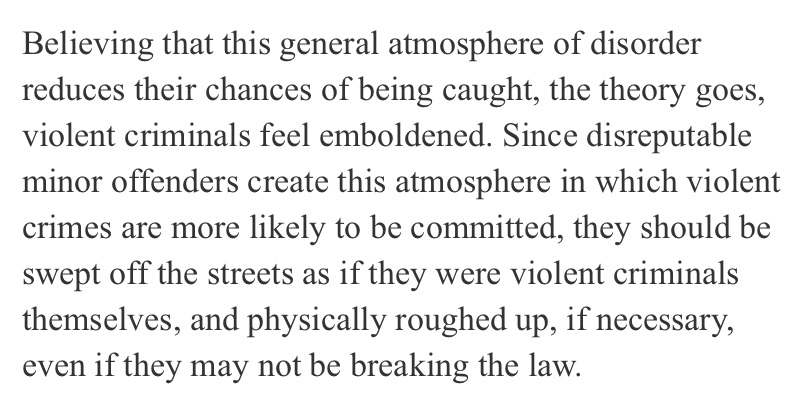 Believing that this general atmosphere of disorder
reduces their chances of being caught, the theory goes,
violent criminals feel emboldened. Since disreputable
minor offenders create this atmosphere in which violent
crimes are more likely to be committed, they should be
swept off the streets as if they were violent criminals
themselves, and physically roughed up, if necessary,
even if they may not be breaking the law.